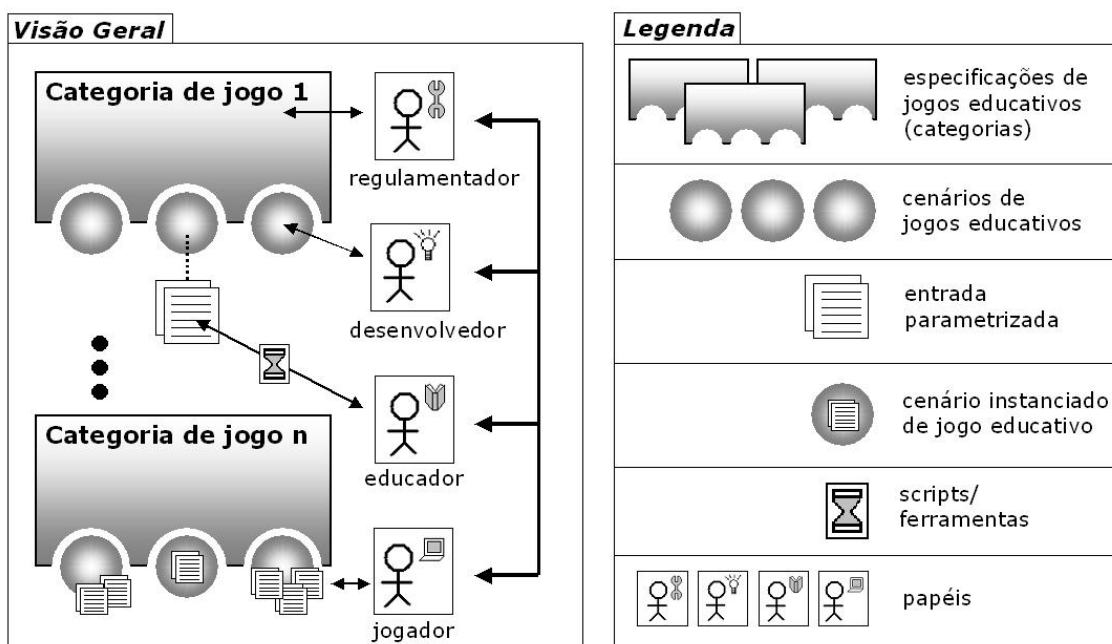 Visão Geral
Categoria de jogo 1
regulamentador
desenvolvedor
Categoria de jogo n
educador
jogador
Legenda
especificações de
jogos educativos
(categorias)
cenários de
jogos educativos
entrada
parametrizada
cenário instanciado
de jogo educativo
scripts/
ferramentas
papéis